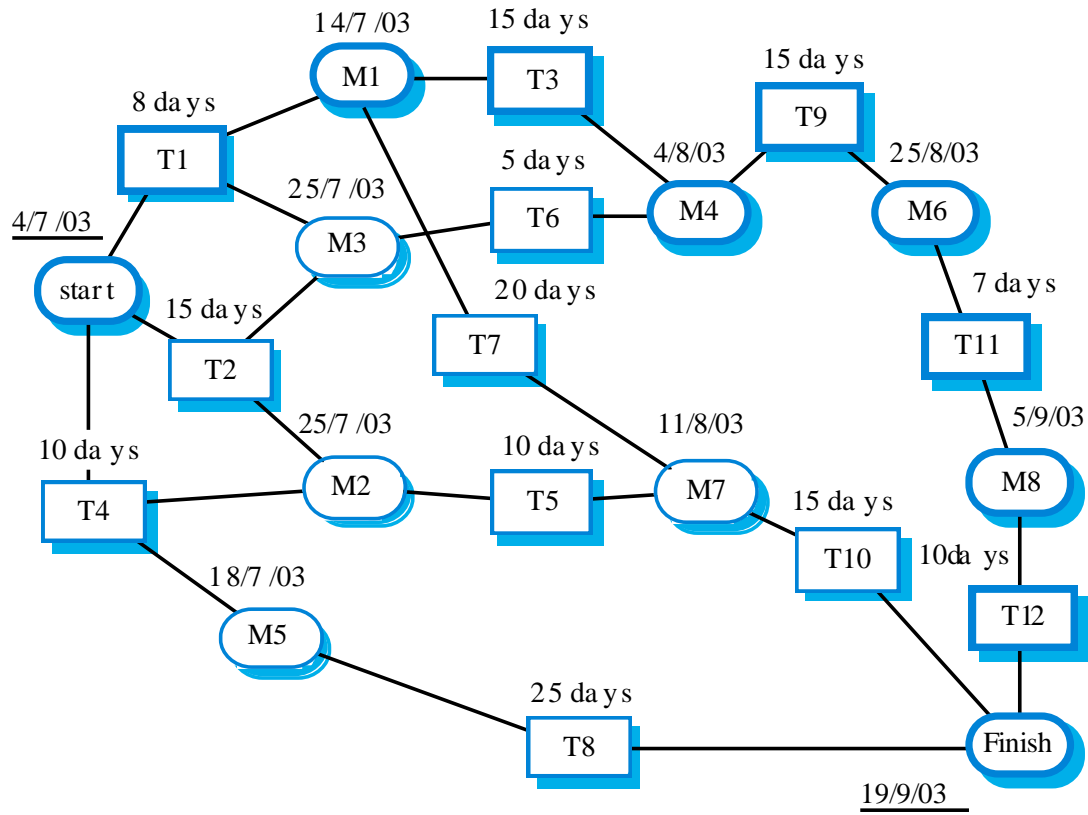 14/7/03
15 days
M1
T3
15 days
8 days
T9
T1
5 days
4/8/03
25/8/03
25/7/03
T6
M4
M6
4/7/03
M3
start
15 days
20 days
7 days
T2
T7
T11
25/7/03
11/8/03
5/9/03
10 days
10 days
M2
M7
M8
T4
T5
15 days
T10
10days
18/7/03
M5
T12
25 days
T8
Finish
19/9/03